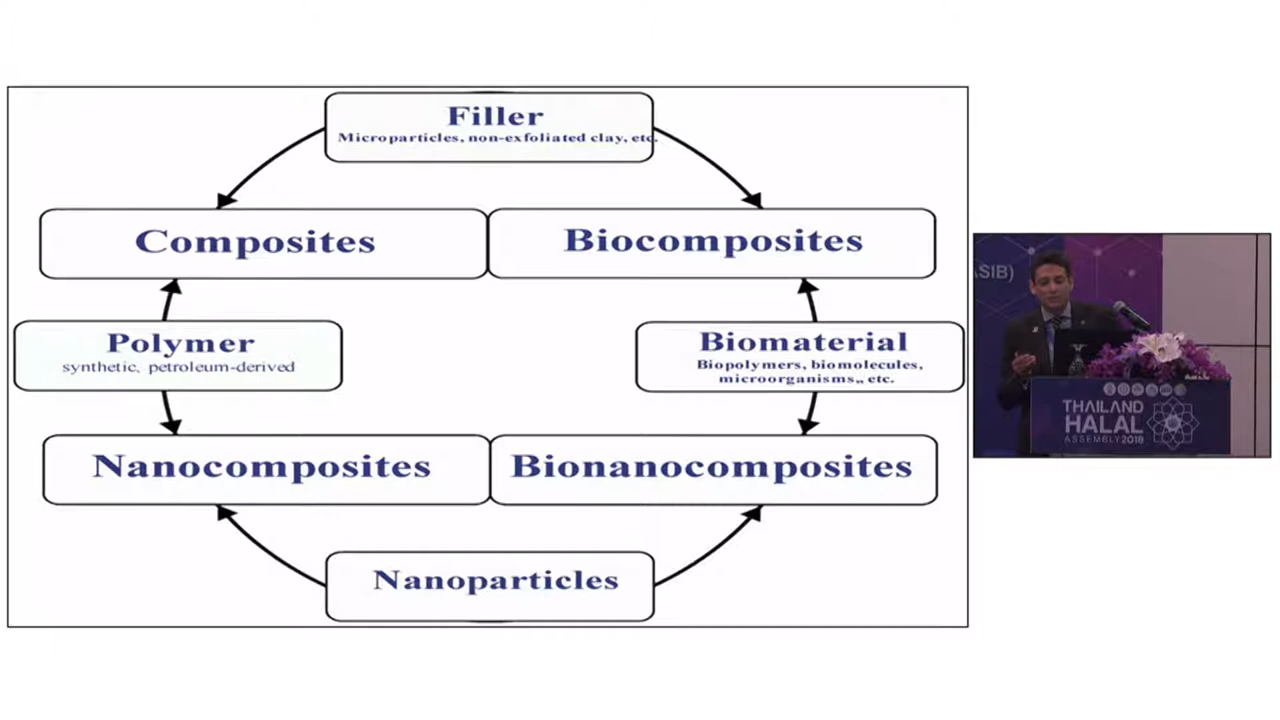 Filler
Microparticles, non-exfoliated clay, etc.
Composites
Biocomposites
Polymer
synthetic, petroleum-derived
Biomaterial
Biopolymers, biomolecules,
microorganisms,, etc.
Nanocomposites
Bionanocomposites
Nanoparticles
SIB)
THAILAND
HALAL
ASSEMBLY 2018